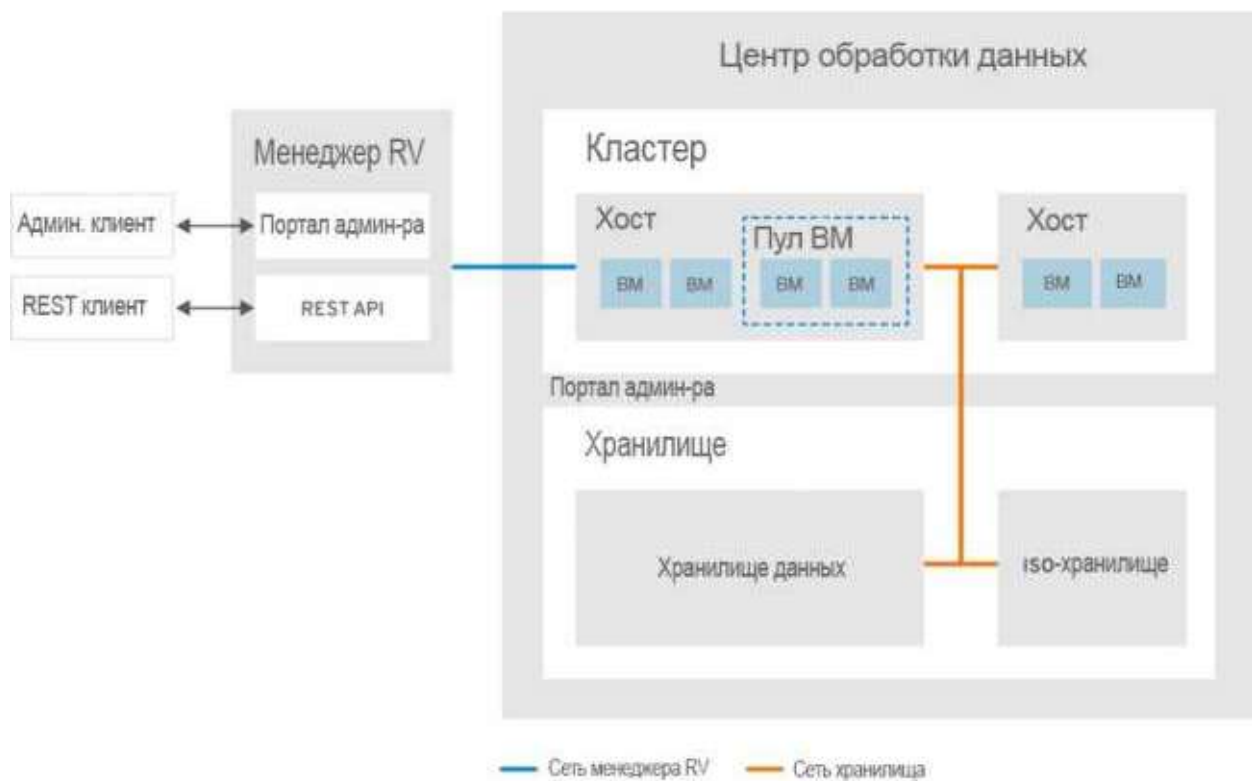 Центр обработки данных
Менеджер RV
Кластер
Админ. клиент
Портал админ-ра
Хост
Пул ВМ
Хост
ВМ
ВМ
ВМ
ВМ
ВМ
ВМ
REST клиент
REST API
Портал админ-ра
Хранилище
Хранилище данных
ISO-хранилище
Сеть менеджера RV
Сеть хранилища